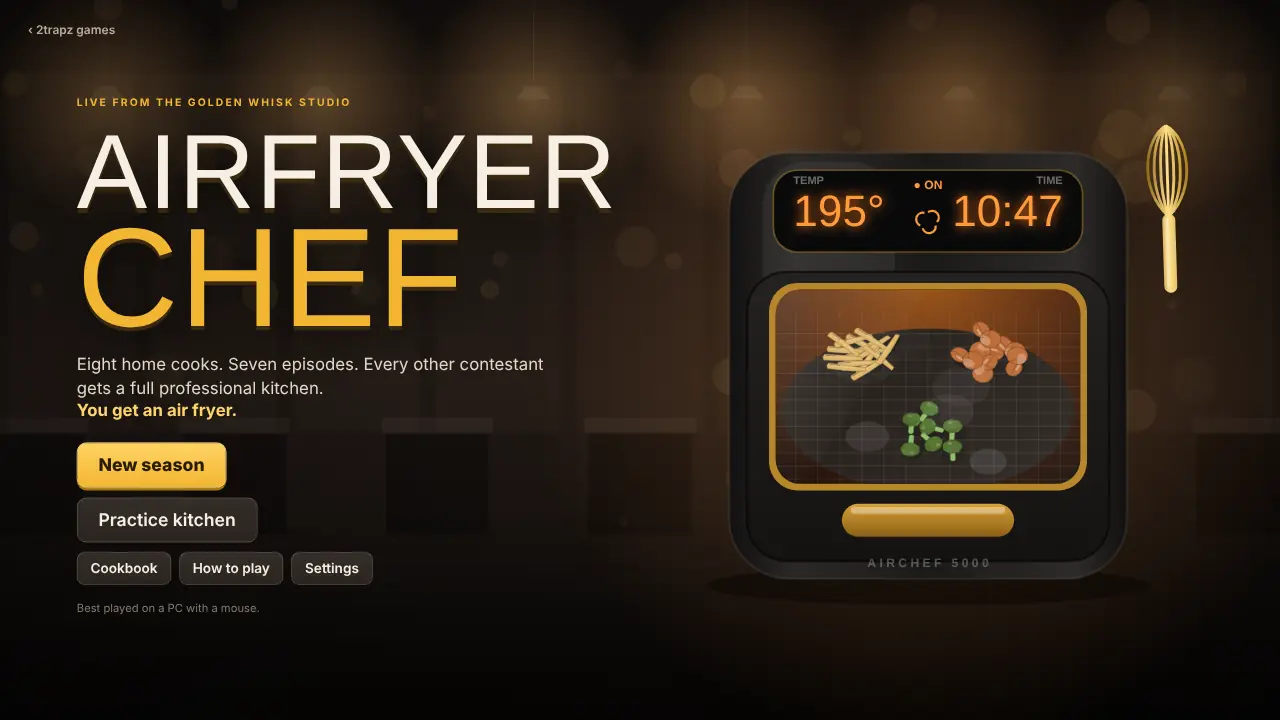 ‹ 2trapz games
LIVE FROM THE GOLDEN WHISK STUDIO
AIRFRYER
CHEF
Eight home cooks. Seven episodes. Every other contestant
gets a full professional kitchen.
You get an air fryer.
New season
Practice kitchen
Cookbook How to play Settings
Best played on a PC with a mouse.
TEMP ● ON TIME
195° 10:47
AIRCHEF 5000